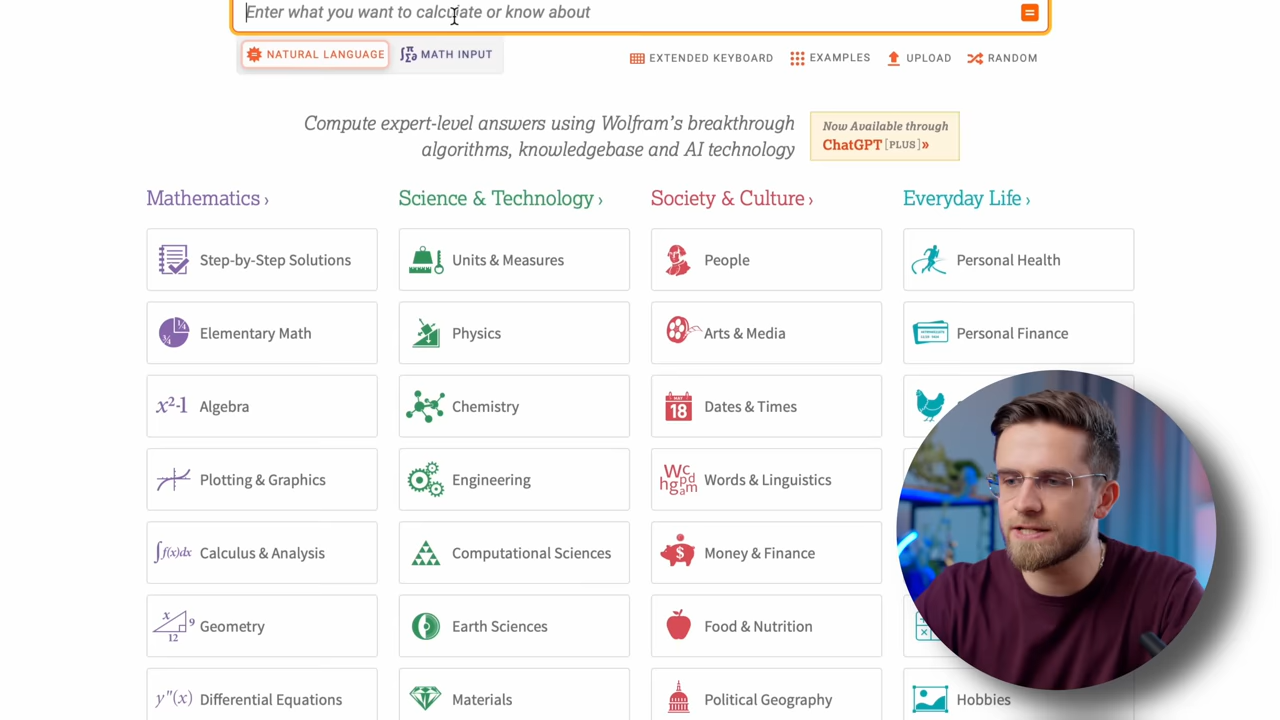 Enter what you want to calculate or know about
NATURAL LANGUAGE
MATH INPUT
EXTENDED KEYBOARD
EXAMPLES
UPLOAD
RANDOM
Compute expert-level answers using Wolfram's breakthrough
algorithms, knowledgebase and AI technology
Now Available through
ChatGPT [PLUS]»
Mathematics ›
Step-by-Step Solutions
Elementary Math
x²-1 Algebra
Plotting & Graphics
∫f(x)dx Calculus & Analysis
x 9 12 Geometry
y″(x) Differential Equations
Science & Technology ›
Units & Measures
Physics
Chemistry
Engineering
Computational Sciences
Earth Sciences
Materials
Society & Culture ›
People
Arts & Media
MAY 18 Dates & Times
Words & Linguistics
$ Money & Finance
Food & Nutrition
Political Geography
Everyday Life ›
Personal Health
Personal Finance
Hobbies